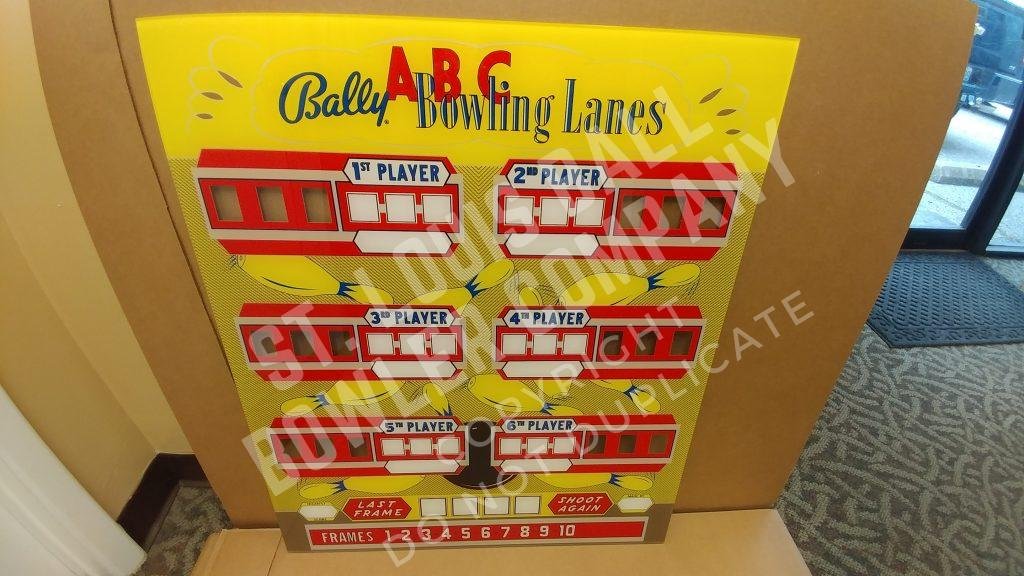 A B C
Bally Bowling Lanes
1ST PLAYER 2ND PLAYER
3RD PLAYER 4TH PLAYER
5TH PLAYER 6TH PLAYER
LAST FRAME SHOOT AGAIN
FRAMES 1 2 3 4 5 6 7 8 9 10
ST. LOUIS BALL
BOWLER COMPANY
COPYRIGHT
DO NOT DUPLICATE